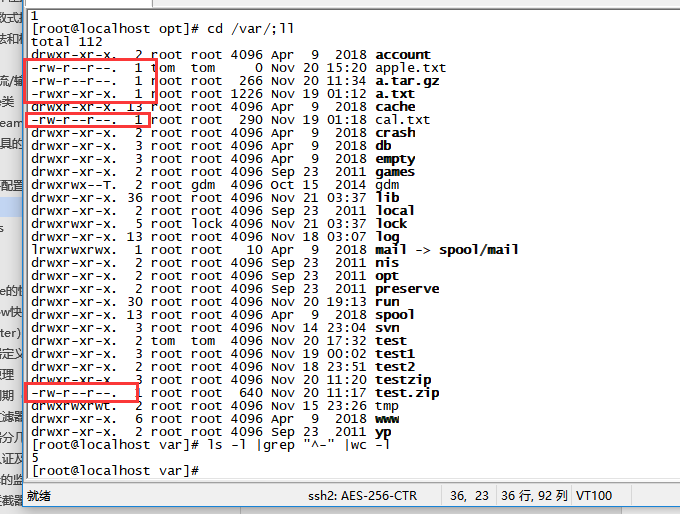 1
[root@localhost opt]# cd /var/;ll
total 112
drwxr-xr-x. 2 root root 4096 Apr 9 2018 account
-rw-r--r--. 1 tom tom 0 Nov 20 15:20 apple.txt
-rw-r--r--. 1 root root 266 Nov 20 11:34 a.tar.gz
-rwxr-xr-x. 1 root root 1226 Nov 19 01:12 a.txt
drwxr-xr-x. 13 root root 4096 Apr 9 2018 cache
-rw-r--r--. 1 root root 290 Nov 19 01:18 cal.txt
drwxr-xr-x. 2 root root 4096 Apr 9 2018 crash
drwxr-xr-x. 3 root root 4096 Apr 9 2018 db
drwxr-xr-x. 3 root root 4096 Apr 9 2018 empty
drwxr-xr-x. 2 root root 4096 Sep 23 2011 games
drwxrwx--T. 2 root gdm 4096 Oct 15 2014 gdm
drwxr-xr-x. 36 root root 4096 Nov 21 03:37 lib
drwxr-xr-x. 2 root root 4096 Sep 23 2011 local
drwxrwxr-x. 5 root lock 4096 Nov 21 03:37 lock
drwxr-xr-x. 13 root root 4096 Nov 18 03:07 log
lrwxrwxrwx. 1 root root 10 Apr 9 2018 mail -> spool/mail
drwxr-xr-x. 2 root root 4096 Sep 23 2011 nis
drwxr-xr-x. 2 root root 4096 Sep 23 2011 opt
drwxr-xr-x. 2 root root 4096 Sep 23 2011 preserve
drwxr-xr-x. 30 root root 4096 Nov 20 19:13 run
drwxr-xr-x. 13 root root 4096 Apr 9 2018 spool
drwxr-xr-x. 3 root root 4096 Nov 14 23:04 svn
drwxr-xr-x. 2 tom tom 4096 Nov 20 17:32 test
drwxr-xr-x. 3 root root 4096 Nov 19 00:02 test1
drwxr-xr-x. 2 root root 4096 Nov 18 23:51 test2
drwxr-xr-x. 3 root root 4096 Nov 20 11:20 testzip
-rw-r--r--. 1 root root 640 Nov 20 11:17 test.zip
drwxrwxrwt. 2 root root 4096 Nov 15 23:26 tmp
drwxr-xr-x. 6 root root 4096 Apr 9 2018 www
drwxr-xr-x. 2 root root 4096 Sep 23 2011 yp
[root@localhost var]# ls -l |grep "^-" |wc -l
5
[root@localhost var]#
就绪 ssh2: AES-256-CTR 36, 23 36 行, 92 列 VT100